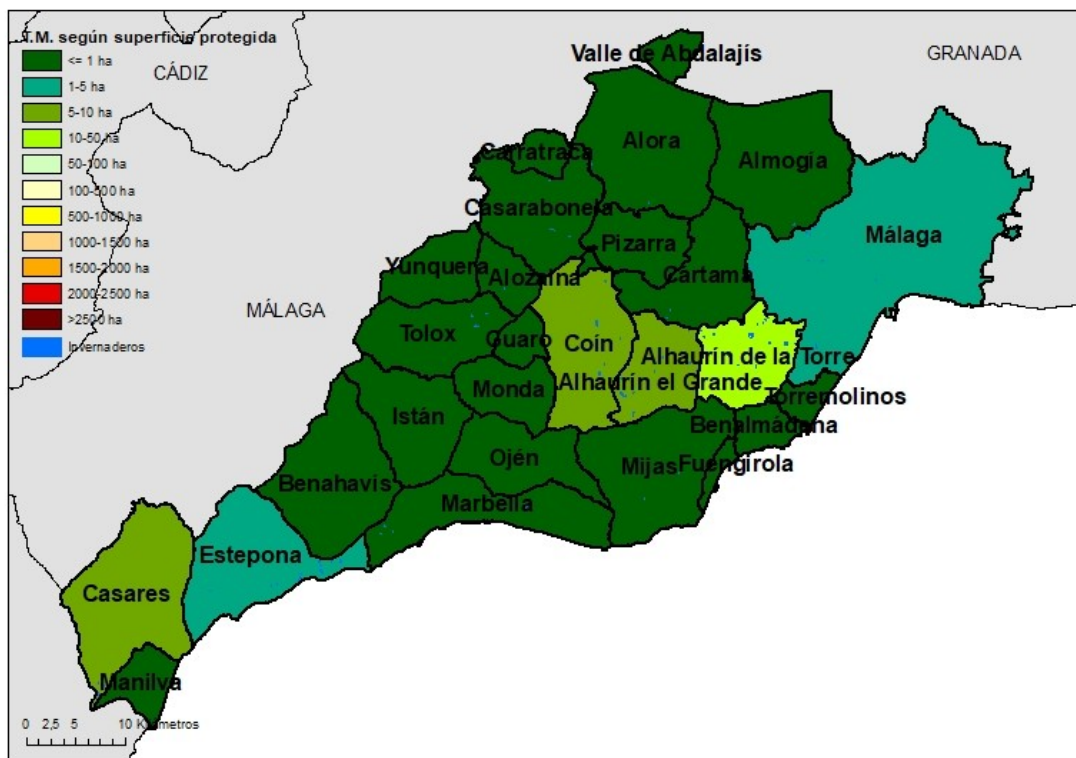 T.M. según superficie protegida
<= 1 ha
1-5 ha
5-10 ha
10-50 ha
50-100 ha
100-500 ha
500-1000 ha
1000-1500 ha
1500-2000 ha
2000-2500 ha
>2500 ha
Invernaderos
CÁDIZ
GRANADA
MÁLAGA
Valle de Abdalajís
Alora
Almogía
Carratraca
Casarabonela
Pizarra
Málaga
Yunquera
Alozaina
Cártama
Tolox
Guaro
Coín
Alhaurín de la Torre
Alhaurín el Grande
Monda
Torremolinos
Istán
Benalmádena
Ojén
Mijas
Fuengirola
Benahavis
Marbella
Estepona
Casares
Manilva
0 2,5 5 10 Kilómetros